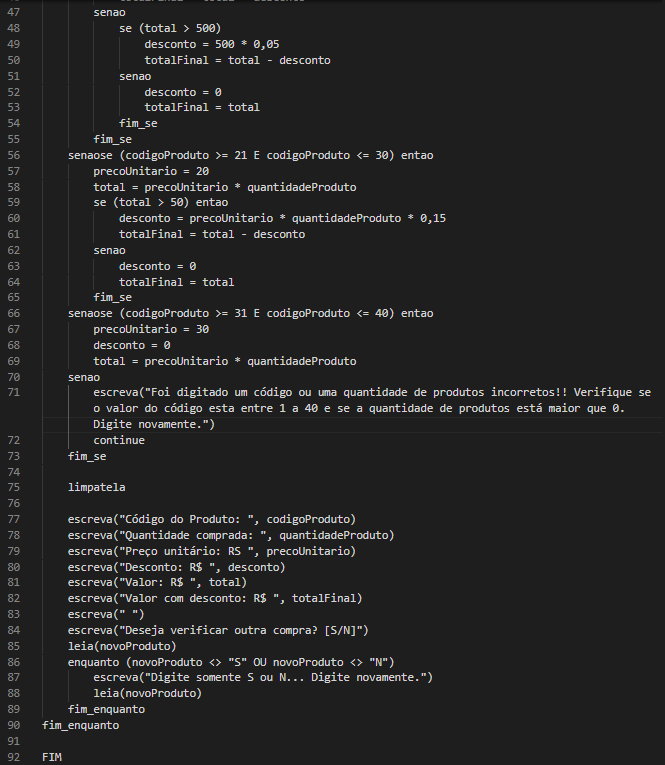 47 senao
48 se (total > 500)
49 desconto = 500 * 0,05
50 totalFinal = total - desconto
51 senao
52 desconto = 0
53 totalFinal = total
54 fim_se
55 fim_se
56 senaose (codigoProduto >= 21 E codigoProduto <= 30) entao
57 precoUnitario = 20
58 total = precoUnitario * quantidadeProduto
59 se (total > 50) entao
60 desconto = precoUnitario * quantidadeProduto * 0,15
61 totalFinal = total - desconto
62 senao
63 desconto = 0
64 totalFinal = total
65 fim_se
66 senaose (codigoProduto >= 31 E codigoProduto <= 40) entao
67 precoUnitario = 30
68 desconto = 0
69 total = precoUnitario * quantidadeProduto
70 senao
71 escreva("Foi digitado um código ou uma quantidade de produtos incorretos!! Verifique se
o valor do código esta entre 1 a 40 e se a quantidade de produtos está maior que 0.
Digite novamente.")
72 continue
73 fim_se
74
75 limpatela
76
77 escreva("Código do Produto: ", codigoProduto)
78 escreva("Quantidade comprada: ", quantidadeProduto)
79 escreva("Preço unitário: RS ", precoUnitario)
80 escreva("Desconto: R$ ", desconto)
81 escreva("Valor: R$ ", total)
82 escreva("Valor com desconto: R$ ", totalFinal)
83 escreva(" ")
84 escreva("Deseja verificar outra compra? [S/N]")
85 leia(novoProduto)
86 enquanto (novoProduto <> "S" OU novoProduto <> "N")
87 escreva("Digite somente S ou N... Digite novamente.")
88 leia(novoProduto)
89 fim_enquanto
90 fim_enquanto
91
92 FIM